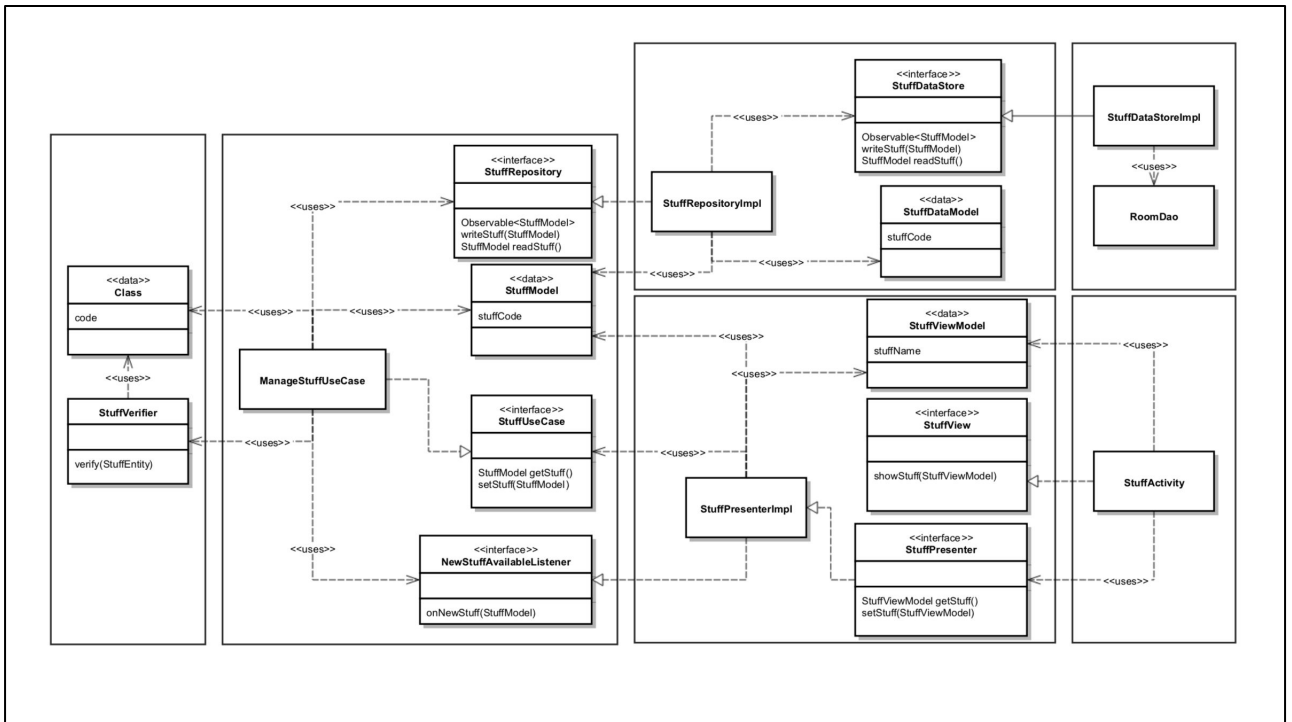 <<data>>
Class
code
<<uses>>
StuffVerifier
verify(StuffEntity)
<<uses>>
<<uses>>
<<uses>>
ManageStuffUseCase
<<uses>>
<<uses>>
<<interface>>
StuffRepository
Observable<StuffModel>
writeStuff(StuffModel)
StuffModel readStuff()
<<data>>
StuffModel
stuffCode
<<interface>>
StuffUseCase
StuffModel getStuff()
setStuff(StuffModel)
<<interface>>
NewStuffAvailableListener
onNewStuff(StuffModel)
<<uses>>
StuffRepositoryImpl
<<uses>>
<<uses>>
<<interface>>
StuffDataStore
Observable<StuffModel>
writeStuff(StuffModel)
StuffModel readStuff()
<<data>>
StuffDataModel
stuffCode
<<uses>>
<<uses>>
<<uses>>
StuffPresenterImpl
<<data>>
StuffViewModel
stuffName
<<interface>>
StuffView
showStuff(StuffViewModel)
<<interface>>
StuffPresenter
StuffViewModel getStuff()
setStuff(StuffViewModel)
StuffDataStoreImpl
<<uses>>
RoomDao
<<uses>>
StuffActivity
<<uses>>